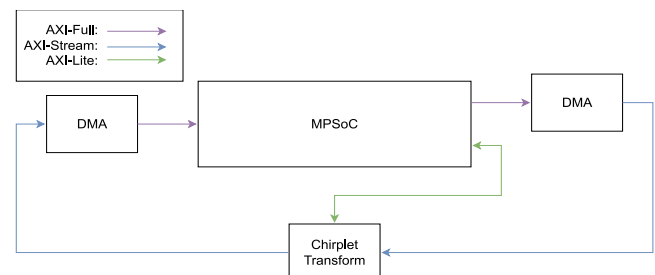 AXI-Full:
AXI-Stream:
AXI-Lite:
DMA
MPSoC
DMA
Chirplet
Transform